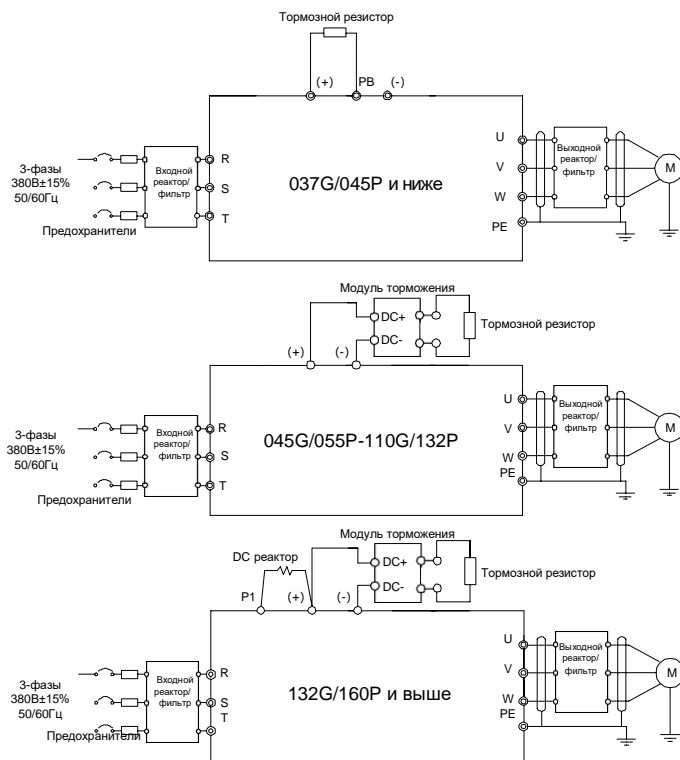 Тормозной резистор
(+)
PB
(-)
3-фазы
380В±15%
50/60Гц
Предохранители
Входной
реактор/
фильтр
R
S
T
037G/045P и ниже
U
V
W
PE
Выходной
реактор/
фильтр
M
Модуль торможения
DC+
DC-
Тормозной резистор
(+)
(-)
3-фазы
380В±15%
50/60Гц
Предохранители
Входной
реактор/
фильтр
R
S
T
045G/055P-110G/132P
U
V
W
PE
Выходной
реактор/
фильтр
M
Модуль торможения
DC реактор
DC+
DC-
Тормозной резистор
P1
(+)
(-)
3-фазы
380В±15%
50/60Гц
Предохранители
Входной
реактор/
фильтр
R
S
T
132G/160P и выше
U
V
W
PE
Выходной
реактор/
фильтр
M